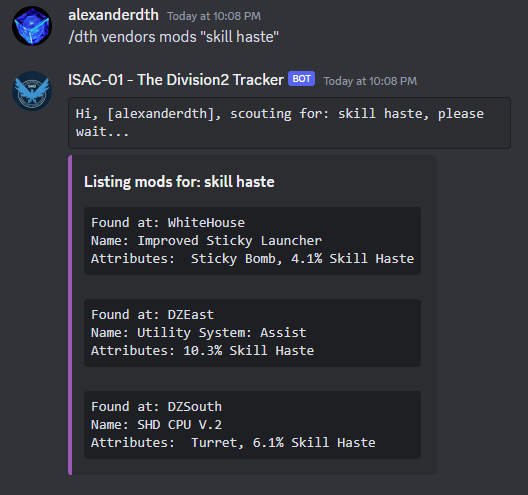 alexanderdth Today at 10:08 PM
/dth vendors mods "skill haste"
ISAC-01 - The Division2 Tracker BOT Today at 10:08 PM
Hi, [alexanderdth], scouting for: skill haste, please
wait...
Listing mods for: skill haste
Found at: WhiteHouse
Name: Improved Sticky Launcher
Attributes:  Sticky Bomb, 4.1% Skill Haste
Found at: DZEast
Name: Utility System: Assist
Attributes: 10.3% Skill Haste
Found at: DZSouth
Name: SHD CPU V.2
Attributes:  Turret, 6.1% Skill Haste